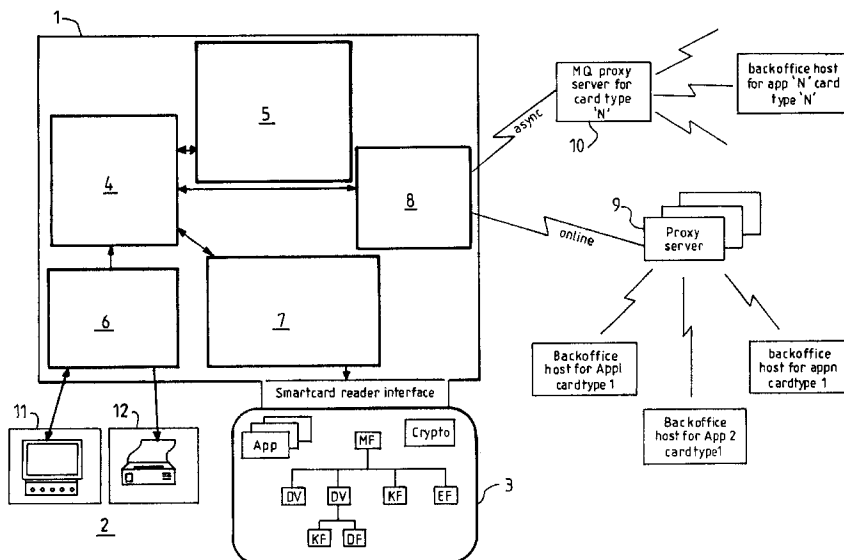 1
5
4
8
6
7
MQ proxy
server for
card type
'N'
10
backoffice host
for app 'N' card
type 'N'
async
online
9
Proxy
server
Backoffice
host for App1
cardtype 1
Backoffice
host for App 2
cardtype1
backoffice
host for appn
cardtype 1
Smartcard reader interface
11
12
2
App
Crypto
MF
DV
DV
KF
EF
KF
DF
3